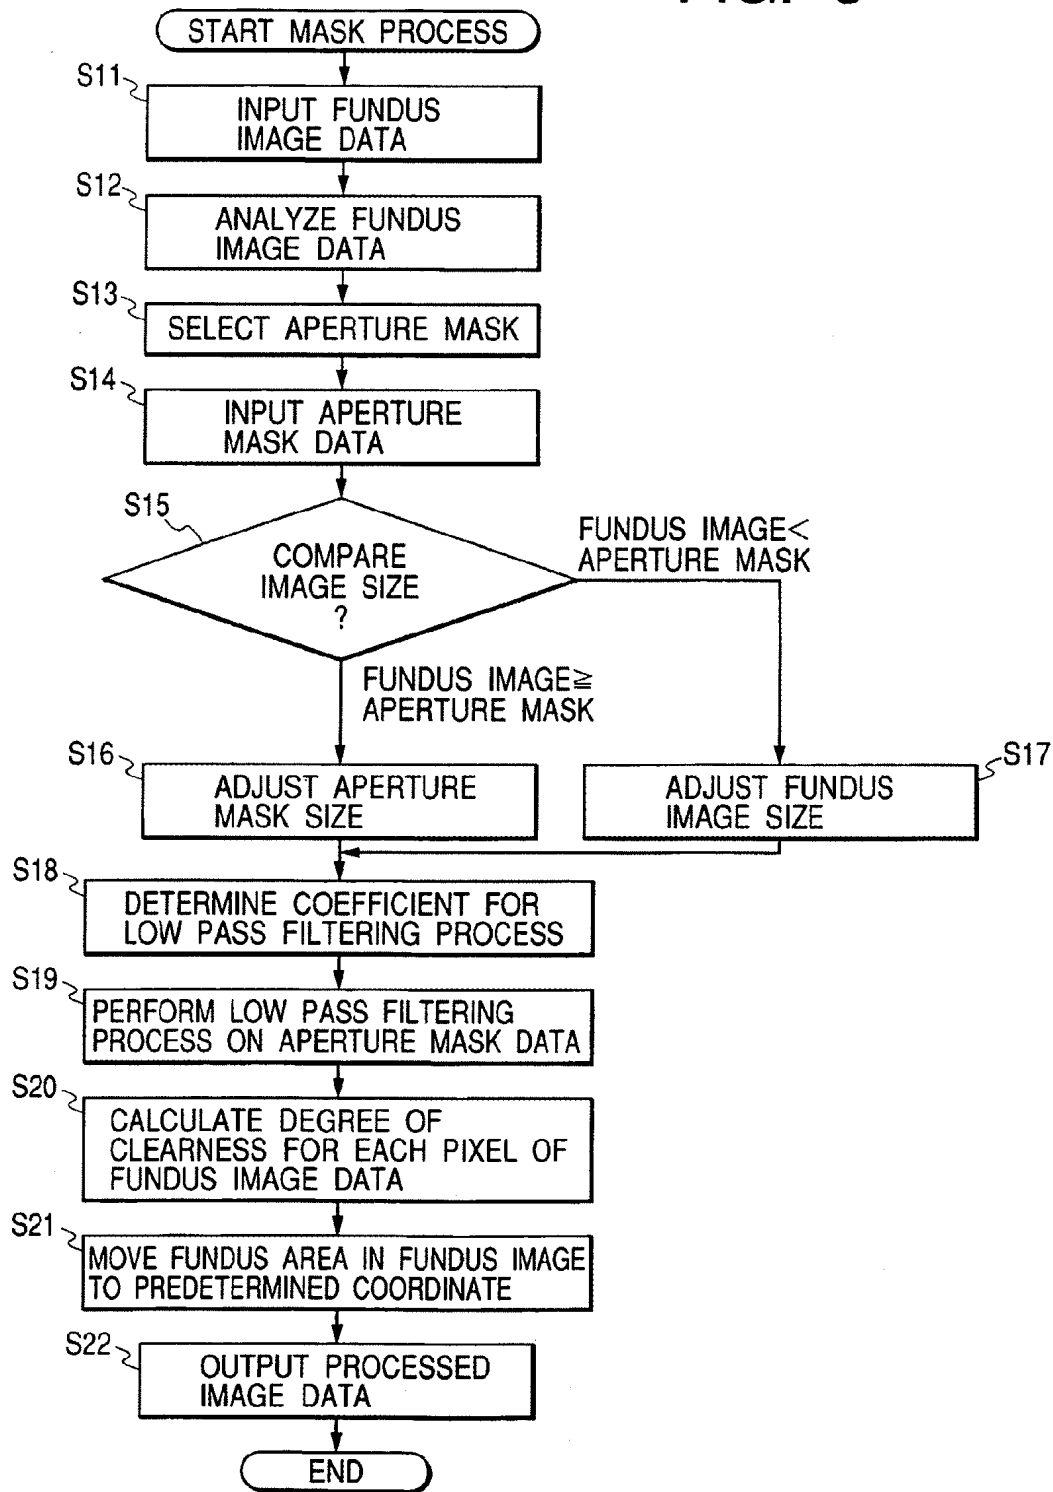 START MASK PROCESS
S11
INPUT FUNDUS
IMAGE DATA
S12
ANALYZE FUNDUS
IMAGE DATA
S13
SELECT APERTURE MASK
S14
INPUT APERTURE
MASK DATA
S15
COMPARE
IMAGE SIZE
?
FUNDUS IMAGE<
APERTURE MASK
FUNDUS IMAGE≧
APERTURE MASK
S16
ADJUST APERTURE
MASK SIZE
S17
ADJUST FUNDUS
IMAGE SIZE
S18
DETERMINE COEFFICIENT FOR
LOW PASS FILTERING PROCESS
S19
PERFORM LOW PASS FILTERING
PROCESS ON APERTURE MASK DATA
S20
CALCULATE DEGREE OF
CLEARNESS FOR EACH PIXEL OF
FUNDUS IMAGE DATA
S21
MOVE FUNDUS AREA IN FUNDUS IMAGE
TO PREDETERMINED COORDINATE
S22
OUTPUT PROCESSED
IMAGE DATA
END